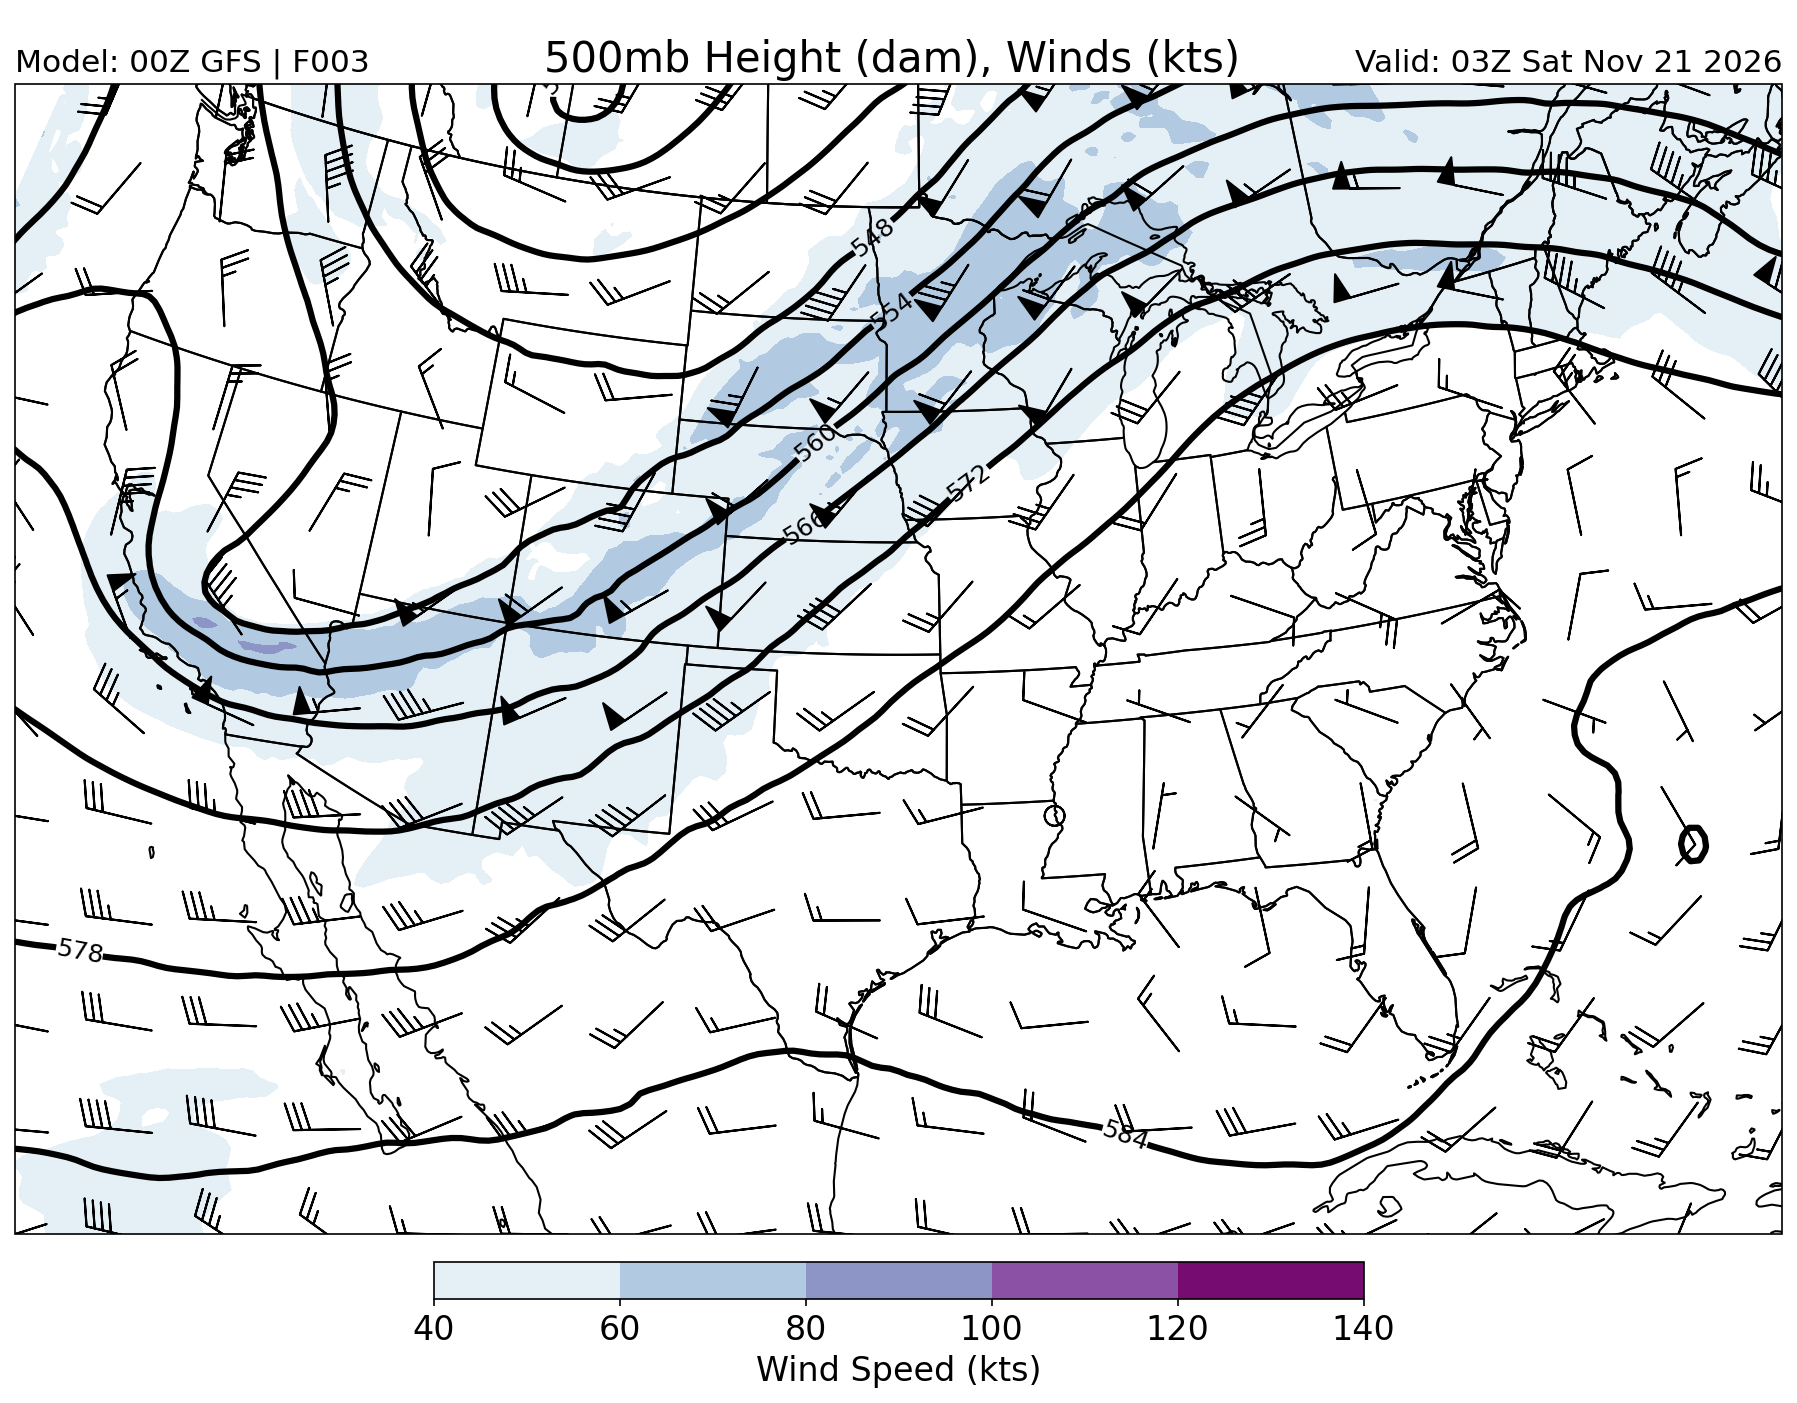 Model: 00Z GFS | F003
500mb Height (dam), Winds (kts)
Valid: 03Z Sat Nov 21 2026
548
554
560
572
566
578
584
40 60 80 100 120 140
Wind Speed (kts)